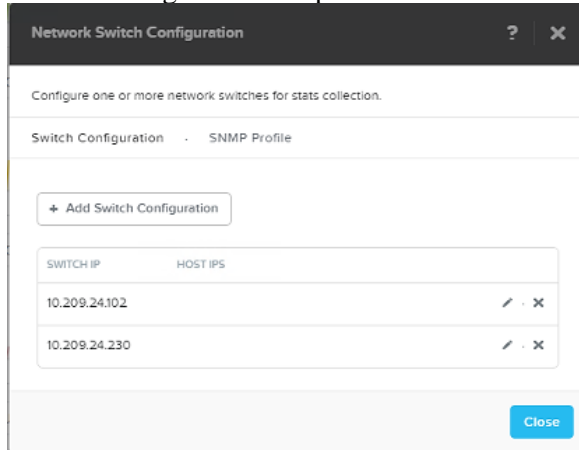 Network Switch Configuration ?
Configure one or more network switches for stats collection.
Switch Configuration · SNMP Profile
+ Add Switch Configuration
SWITCH IP HOST IPS
10.209.24.102
10.209.24.230
Close